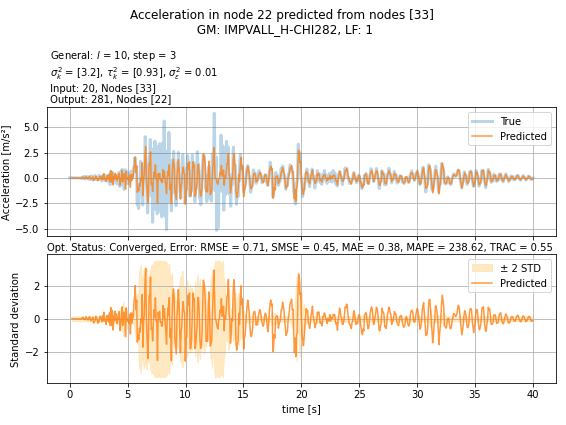 Acceleration in node 22 predicted from nodes [33]
GM: IMPVALL_H-CHI282, LF: 1
General: l = 10, step = 3
σ²ₖ = [3.2], τ²ₖ = [0.93], σ²ε = 0.01
Input: 20, Nodes [33]
Output: 281, Nodes [22]
Acceleration [m/s²]
5.0
2.5
0.0
−2.5
−5.0
True
Predicted
Opt. Status: Converged, Error: RMSE = 0.71, SMSE = 0.45, MAE = 0.38, MAPE = 238.62, TRAC = 0.55
Standard deviation
2
0
−2
± 2 STD
Predicted
0 5 10 15 20 25 30 35 40
time [s]